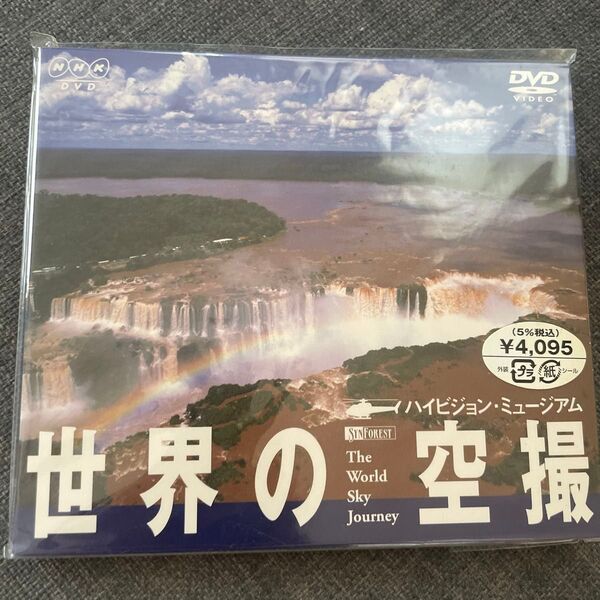 NHK
DVD
DVD
VIDEO
(5%税込)
¥4,095
外装 プラ 紙 シール
ハイビジョン・ミュージアム
SYNFOREST
世界の空撮
The
World
Sky
Journey